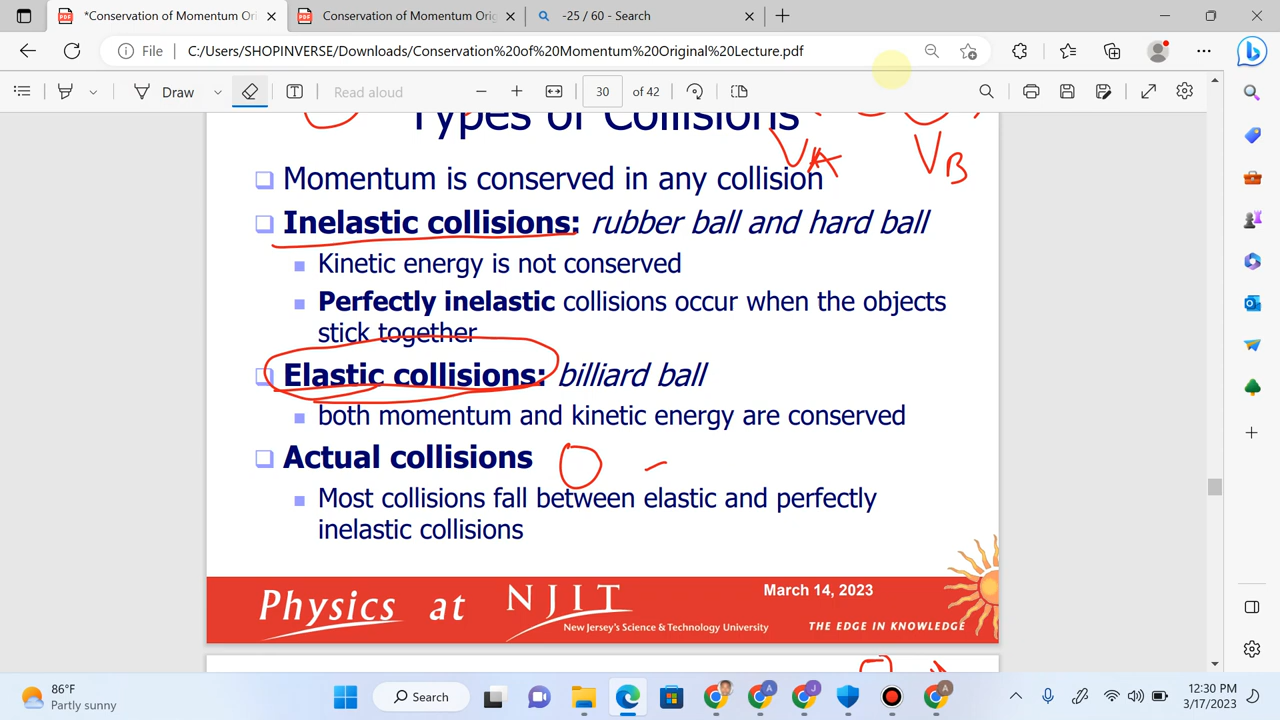 *Conservation of Momentum Ori
Conservation of Momentum Orig
-25 / 60 - Search
File
C:/Users/SHOPINVERSE/Downloads/Conservation%20of%20Momentum%20Original%20Lecture.pdf
Draw
Read aloud
30 of 42
Types of Collisions
VA
VB
Momentum is conserved in any collision
Inelastic collisions: rubber ball and hard ball
Kinetic energy is not conserved
Perfectly inelastic collisions occur when the objects
stick together
Elastic collisions: billiard ball
both momentum and kinetic energy are conserved
Actual collisions
Most collisions fall between elastic and perfectly
inelastic collisions
Physics at NJIT
New Jersey's Science & Technology University
March 14, 2023
THE EDGE IN KNOWLEDGE
86°F
Partly sunny
Search
12:30 PM
3/17/2023